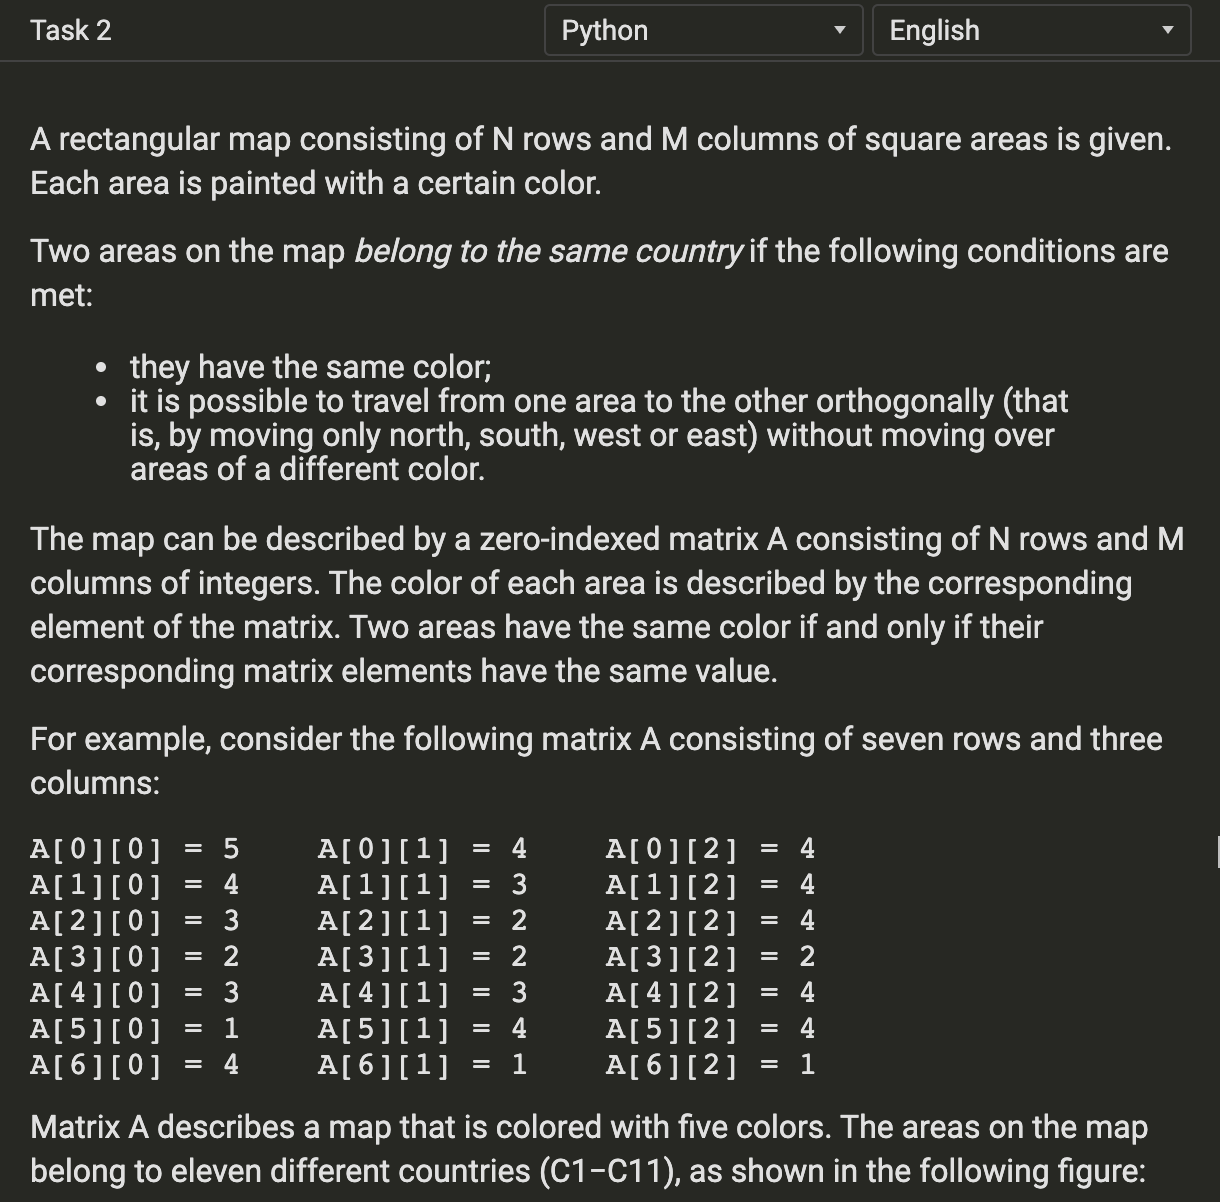 Task 2
Python
English
A rectangular map consisting of N rows and M columns of square areas is given.
Each area is painted with a certain color.
Two areas on the map belong to the same country if the following conditions are
met:
• they have the same color;
• it is possible to travel from one area to the other orthogonally (that
is, by moving only north, south, west or east) without moving over
areas of a different color.
The map can be described by a zero-indexed matrix A consisting of N rows and M
columns of integers. The color of each area is described by the corresponding
element of the matrix. Two areas have the same color if and only if their
corresponding matrix elements have the same value.
For example, consider the following matrix A consisting of seven rows and three
columns:
A[0][0] = 5    A[0][1] = 4    A[0][2] = 4
A[1][0] = 4    A[1][1] = 3    A[1][2] = 4
A[2][0] = 3    A[2][1] = 2    A[2][2] = 4
A[3][0] = 2    A[3][1] = 2    A[3][2] = 2
A[4][0] = 3    A[4][1] = 3    A[4][2] = 4
A[5][0] = 1    A[5][1] = 4    A[5][2] = 4
A[6][0] = 4    A[6][1] = 1    A[6][2] = 1
Matrix A describes a map that is colored with five colors. The areas on the map
belong to eleven different countries (C1−C11), as shown in the following figure: